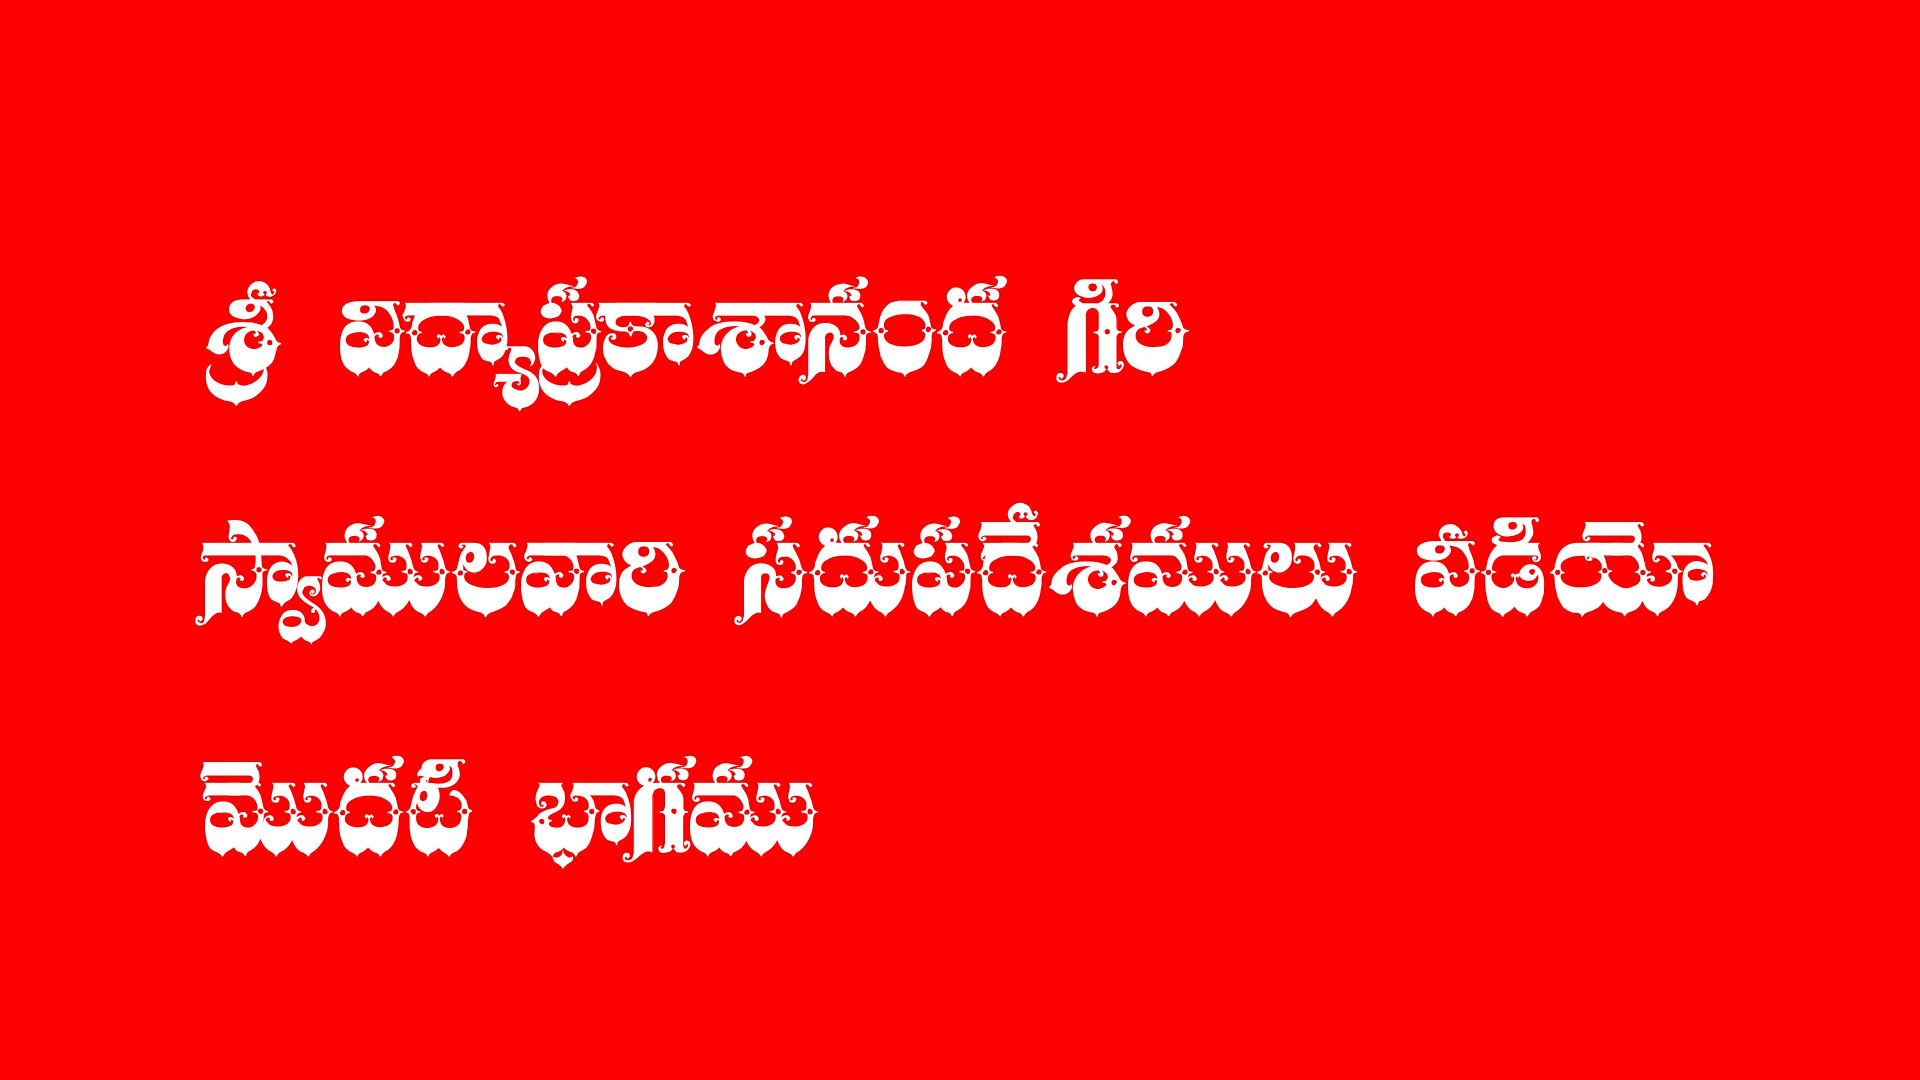 శ్రీ విద్యాప్రకాశానంద గిరి
స్వాములవారి సదుపదేశములు వీడియో
మొదటి భాగము